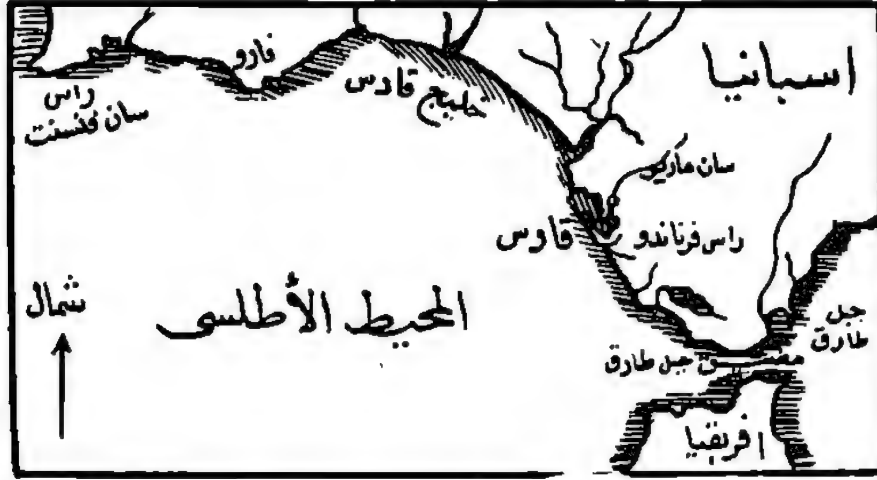 فارو
اسبانيا
راس
سان فنسنت
خليج قادس
سان ماركو
قادس
راس فرناندو
المحيط الأطلسى
شمال
جبل
طارق
مضيق جبل طارق
افريقيا